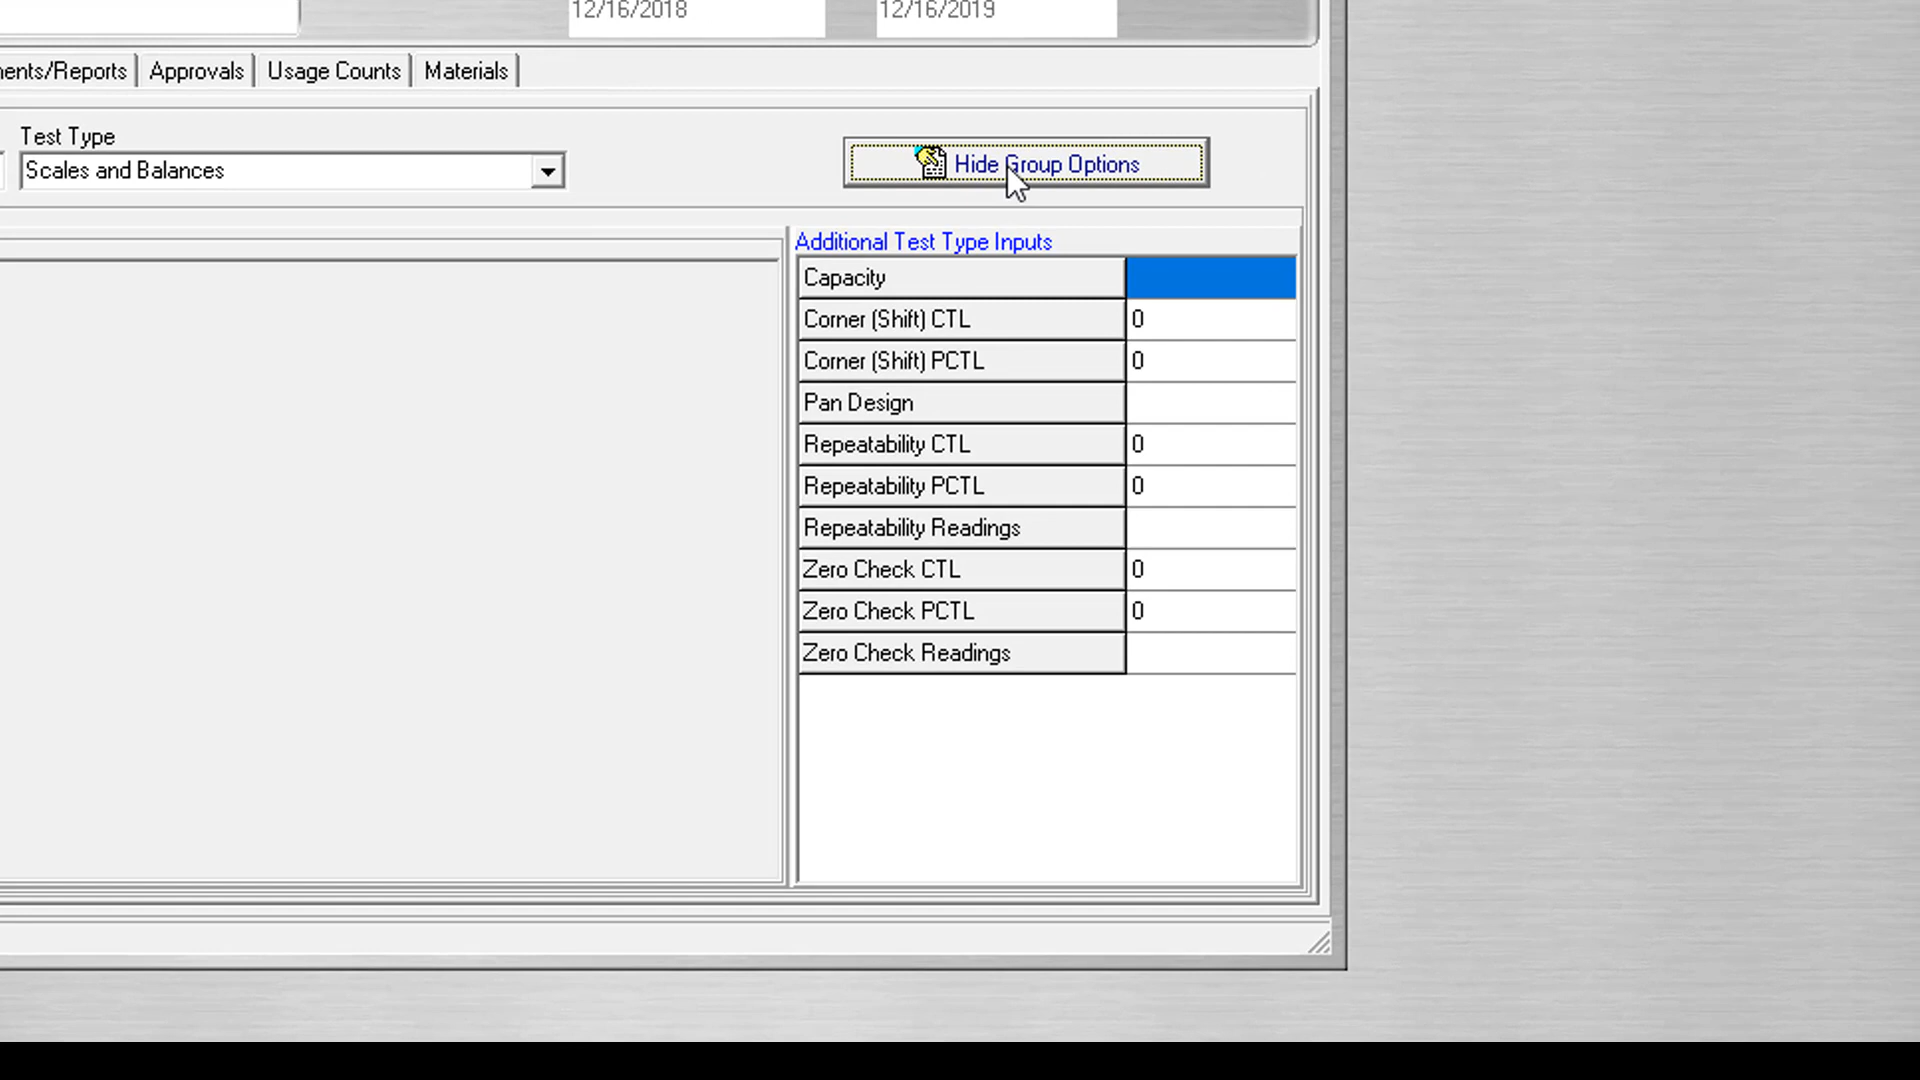 12/16/2018 12/16/2019
ents/Reports Approvals Usage Counts Materials
Test Type
Scales and Balances
Hide Group Options
Additional Test Type Inputs
Capacity
Corner (Shift) CTL 0
Corner (Shift) PCTL 0
Pan Design
Repeatability CTL 0
Repeatability PCTL 0
Repeatability Readings
Zero Check CTL 0
Zero Check PCTL 0
Zero Check Readings